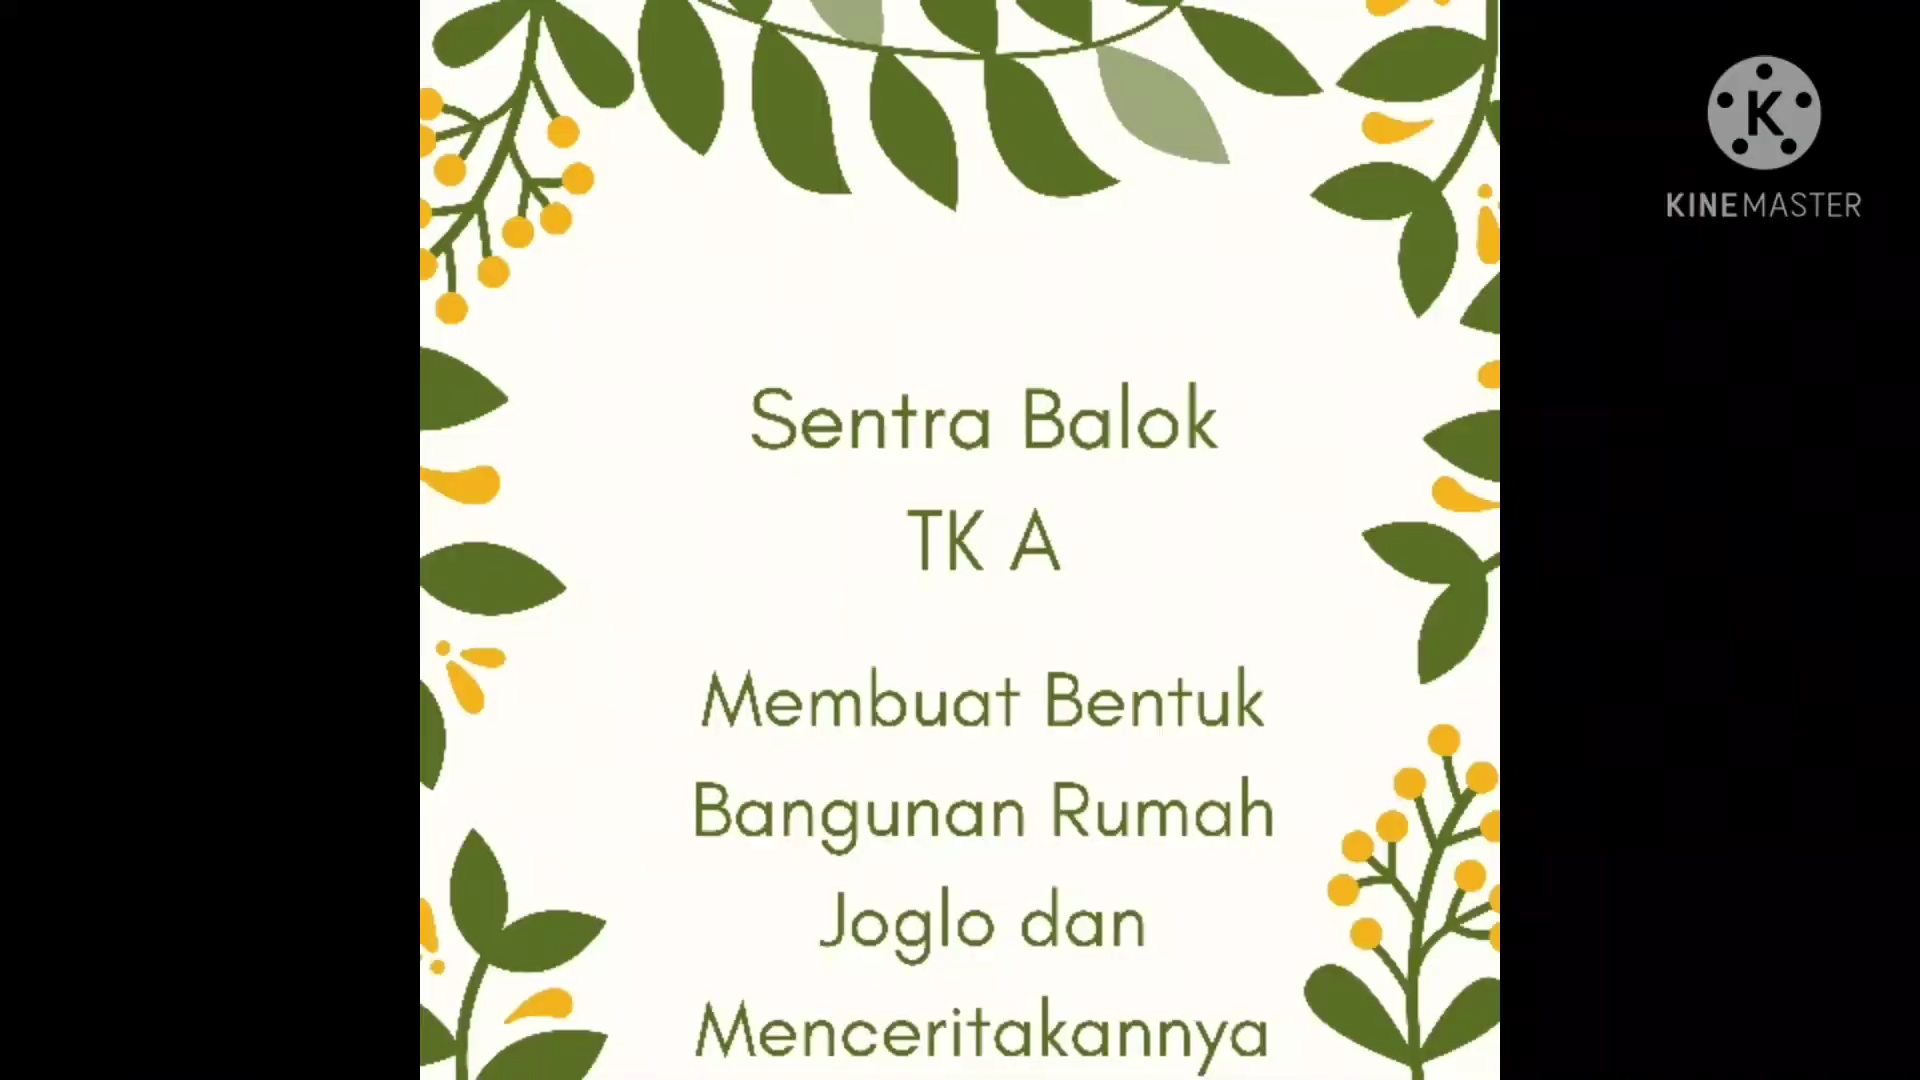 K
KINEMASTER
Sentra Balok
TK A
Membuat Bentuk
Bangunan Rumah
Joglo dan
Menceritakannya